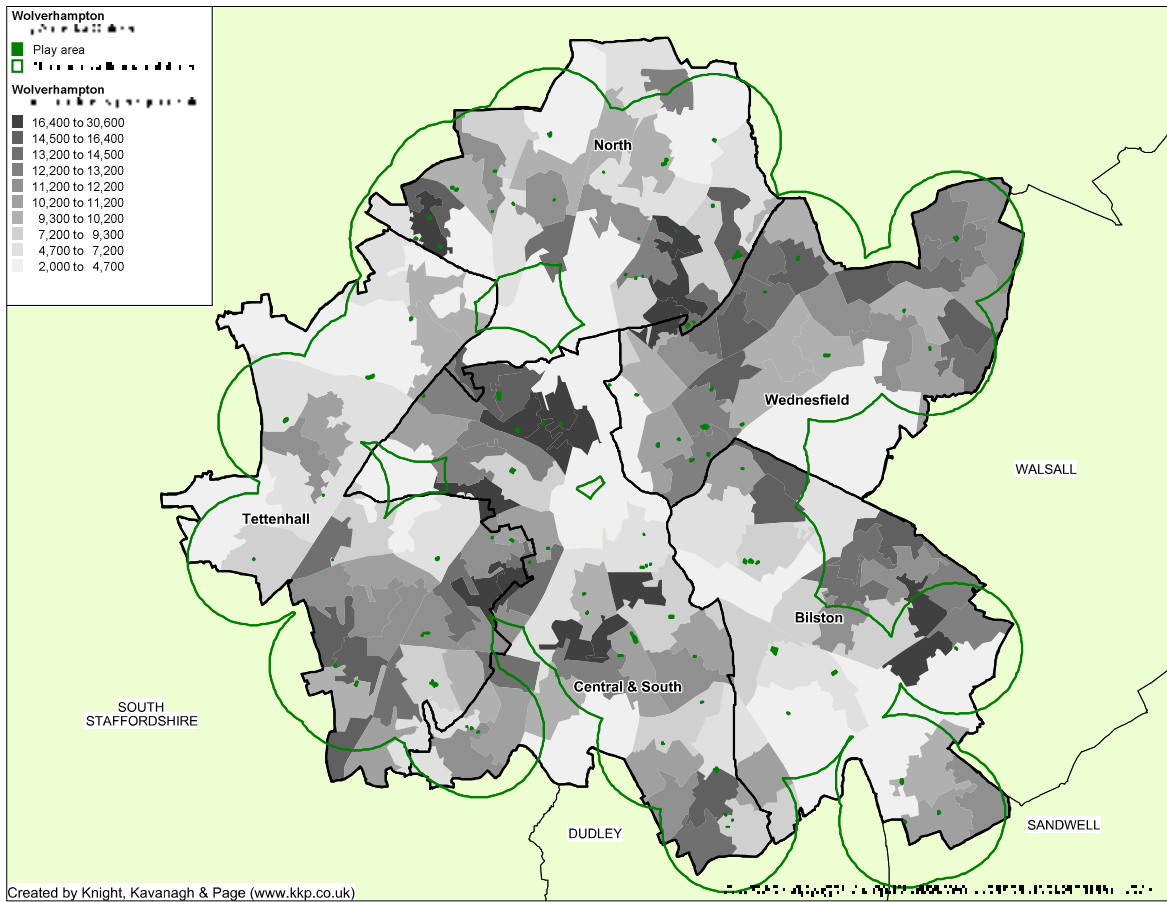 Wolverhampton
Play area
Wolverhampton
16,400 to 30,600
14,500 to 16,400
13,200 to 14,500
12,200 to 13,200
11,200 to 12,200
10,200 to 11,200
9,300 to 10,200
7,200 to 9,300
4,700 to 7,200
2,000 to 4,700
North
Wednesfield
WALSALL
Tettenhall
Bilston
Central & South
SOUTH
STAFFORDSHIRE
DUDLEY
SANDWELL
Created by Knight, Kavanagh & Page (www.kkp.co.uk)